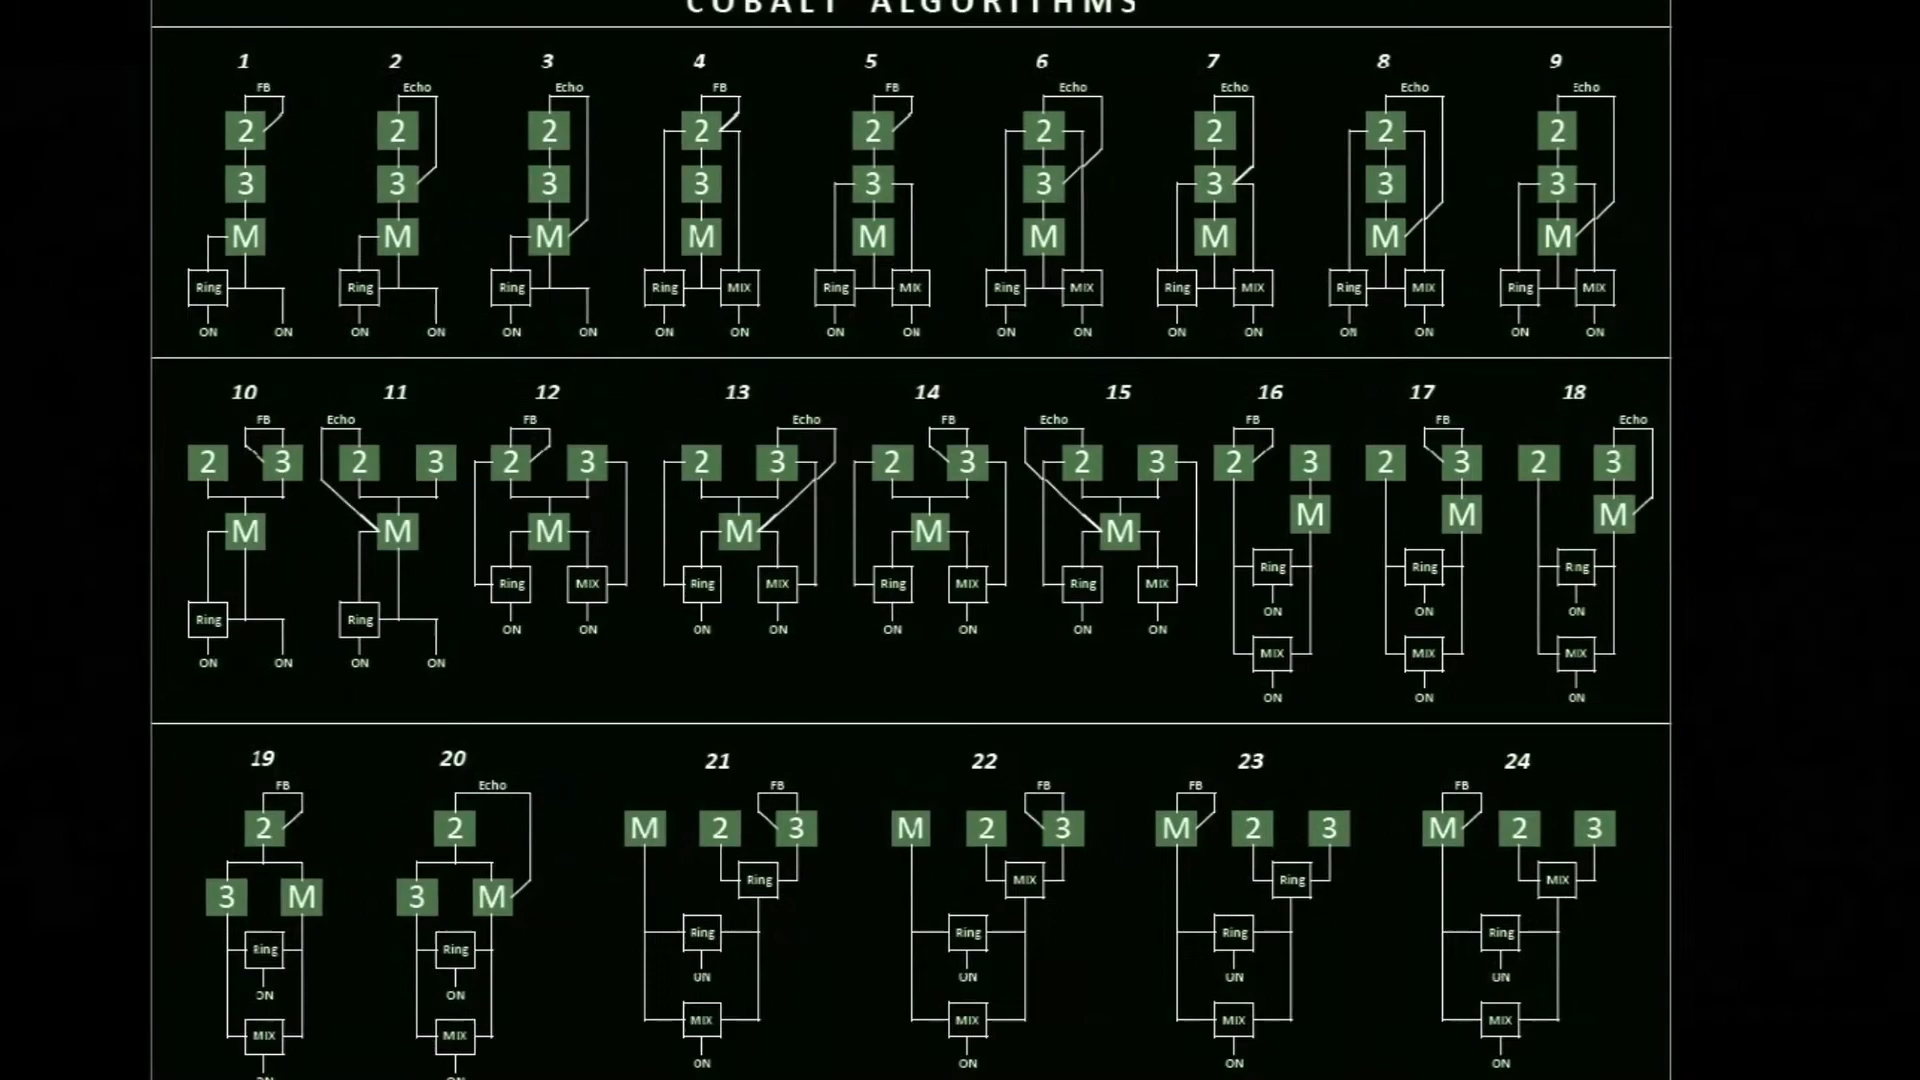 COBALT ALGORITHMS
1 2 3 4 5 6 7 8 9
FB Echo Echo FB FB Echo Echo Echo Echo
2 2 2 2 2 2 2 2 2
3 3 3 3 3 3 3 3 3
M M M M M M M M M
Ring Ring Ring Ring MIX Ring MIX Ring MIX Ring MIX Ring MIX Ring MIX
ON ON ON ON ON ON ON ON ON ON ON ON ON ON ON ON ON ON
10 11 12 13 14 15 16 17 18
FB Echo FB Echo FB Echo FB FB Echo
2 3 2 3 2 3 2 3 2 3 2 3 2 3 2 3 2 3
M M M
M M M M M M
Ring Ring Ring
Ring MIX Ring MIX Ring MIX Ring MIX
ON ON ON
Ring Ring
ON ON ON ON ON ON ON ON
MIX MIX MIX
ON ON ON ON
ON ON ON
19 20 21 22 23 24
FB Echo FB FB FB FB
2 2 M 2 3 M 2 3 M 2 3 M 2 3
Ring MIX Ring MIX
3 M 3 M
Ring Ring Ring Ring
Ring Ring
ON ON ON ON
ON ON
MIX MIX MIX MIX
MIX MIX
ON ON ON ON
ON ON